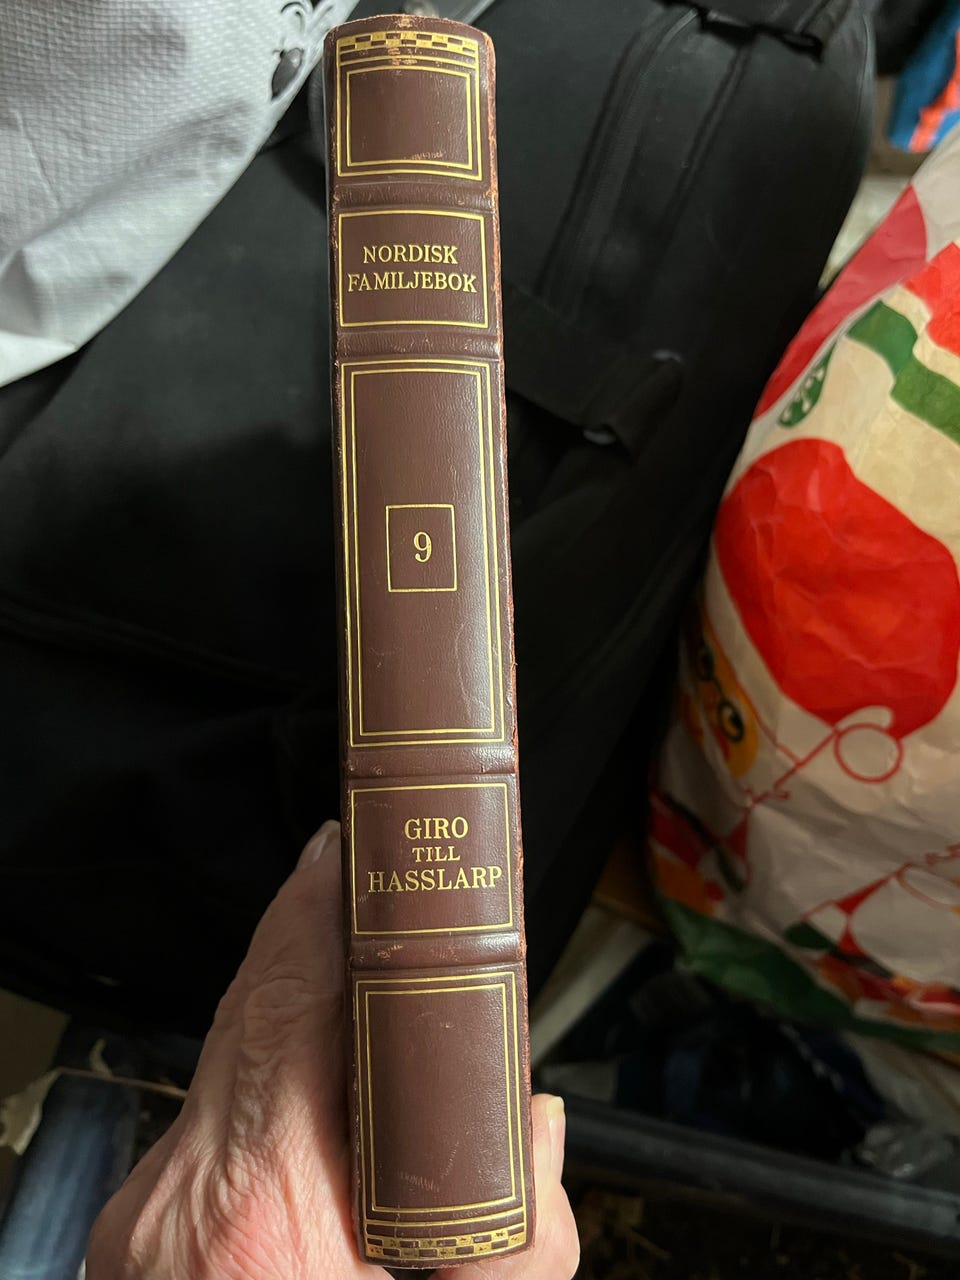 NORDISK
FAMILJEBOK
9
GIRO
TILL
HASSLARP